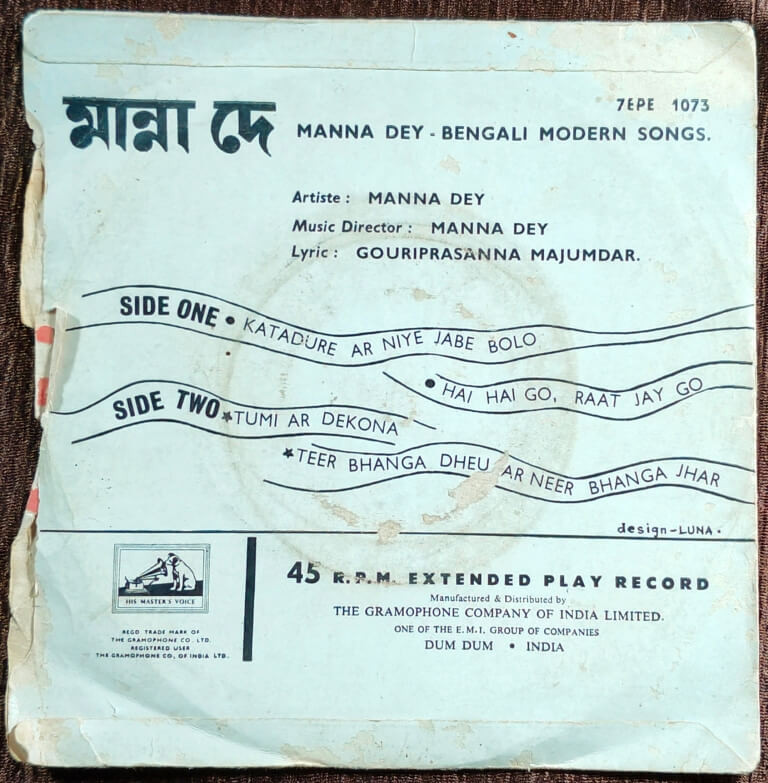 7EPE 1073
মান্না দে MANNA DEY - BENGALI MODERN SONGS.
Artiste : MANNA DEY
Music Director : MANNA DEY
Lyric : GOURIPRASANNA MAJUMDAR.
SIDE ONE • KATADURE AR NIYE JABE BOLO
• HAI HAI GO, RAAT JAY GO
SIDE TWO ★ TUMI AR DEKONA
★ TEER BHANGA DHEU AR NEER BHANGA JHAR
design-LUNA.
45 R.P.M. EXTENDED PLAY RECORD
Manufactured & Distributed by
THE GRAMOPHONE COMPANY OF INDIA LIMITED.
ONE OF THE E.M.I. GROUP OF COMPANIES
DUM DUM • INDIA
HIS MASTER'S VOICE
REGD TRADE MARK OF
THE GRAMOPHONE CO. LTD.
REGISTERED USER
THE GRAMOPHONE CO, OF INDIA LTD.